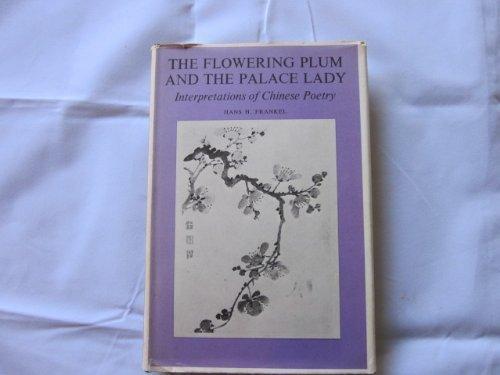 THE FLOWERING PLUM
AND THE PALACE LADY
Interpretations of Chinese Poetry
HANS H. FRANKEL